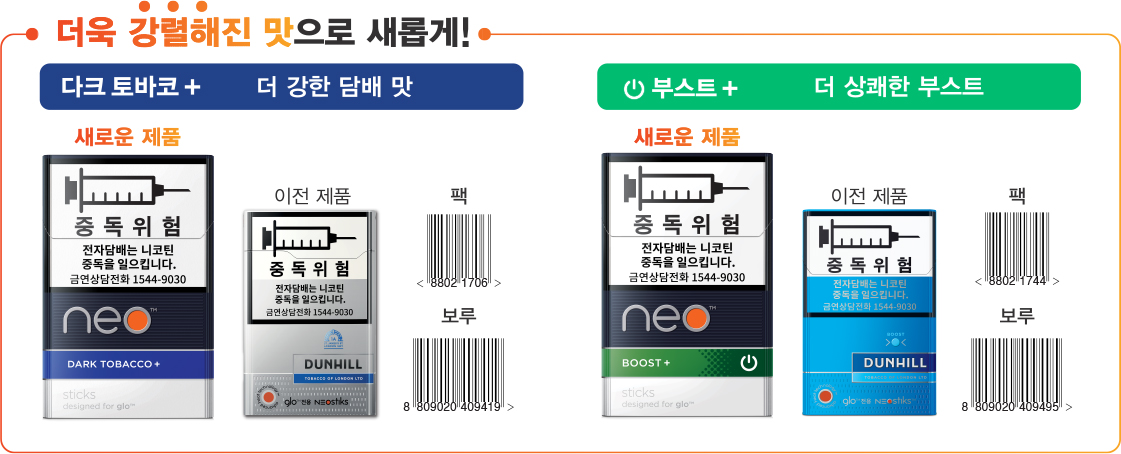 더욱 강렬해진 맛으로 새롭게!
다크 토바코+ 더 강한 담배 맛
새로운 제품
중독위험
전자담배는 니코틴
중독을 일으킵니다.
금연상담전화 1544-9030
neo™
DARK TOBACCO+
sticks
designed for glo™
이전 제품
중독위험
전자담배는 니코틴
중독을 일으킵니다.
금연상담전화 1544-9030
DUNHILL
TOBACCO OF LONDON LTD
glo™전용 NEOstiks
팩
< 8802 1706 >
보루
8 809020 409419 >
부스트+ 더 상쾌한 부스트
새로운 제품
중독위험
전자담배는 니코틴
중독을 일으킵니다.
금연상담전화 1544-9030
neo™
BOOST+
sticks
designed for glo™
이전 제품
중독위험
전자담배는 니코틴
중독을 일으킵니다.
금연상담전화 1544-9030
BOOST
DUNHILL
TOBACCO OF LONDON LTD
glo™전용 NEOstiks
팩
< 8802 1744 >
보루
8 809020 409495 >